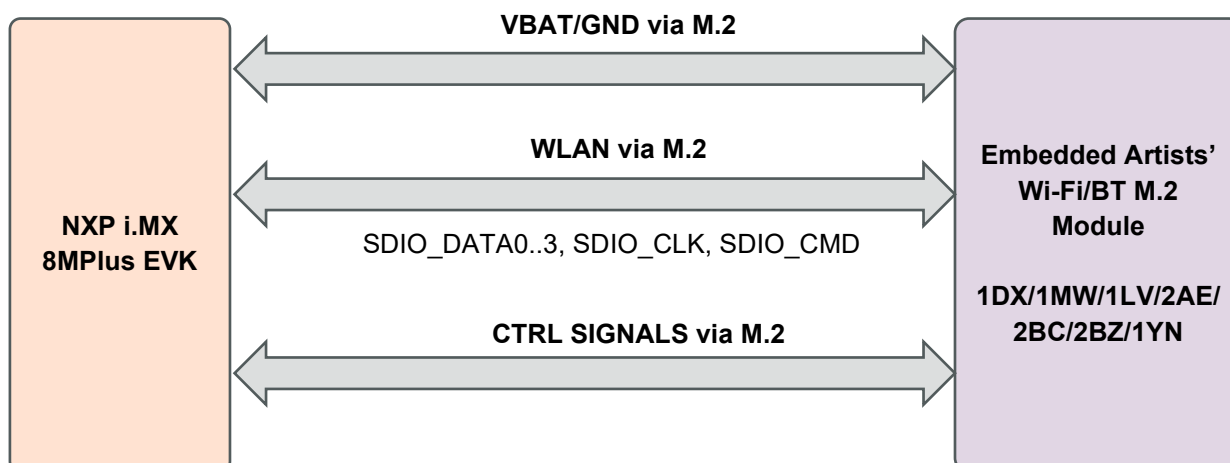 VBAT/GND via M.2
WLAN via M.2
SDIO_DATA0..3, SDIO_CLK, SDIO_CMD
CTRL SIGNALS via M.2
NXP i.MX
8MPlus EVK
Embedded Artists’
Wi-Fi/BT M.2
Module
1DX/1MW/1LV/2AE/
2BC/2BZ/1YN